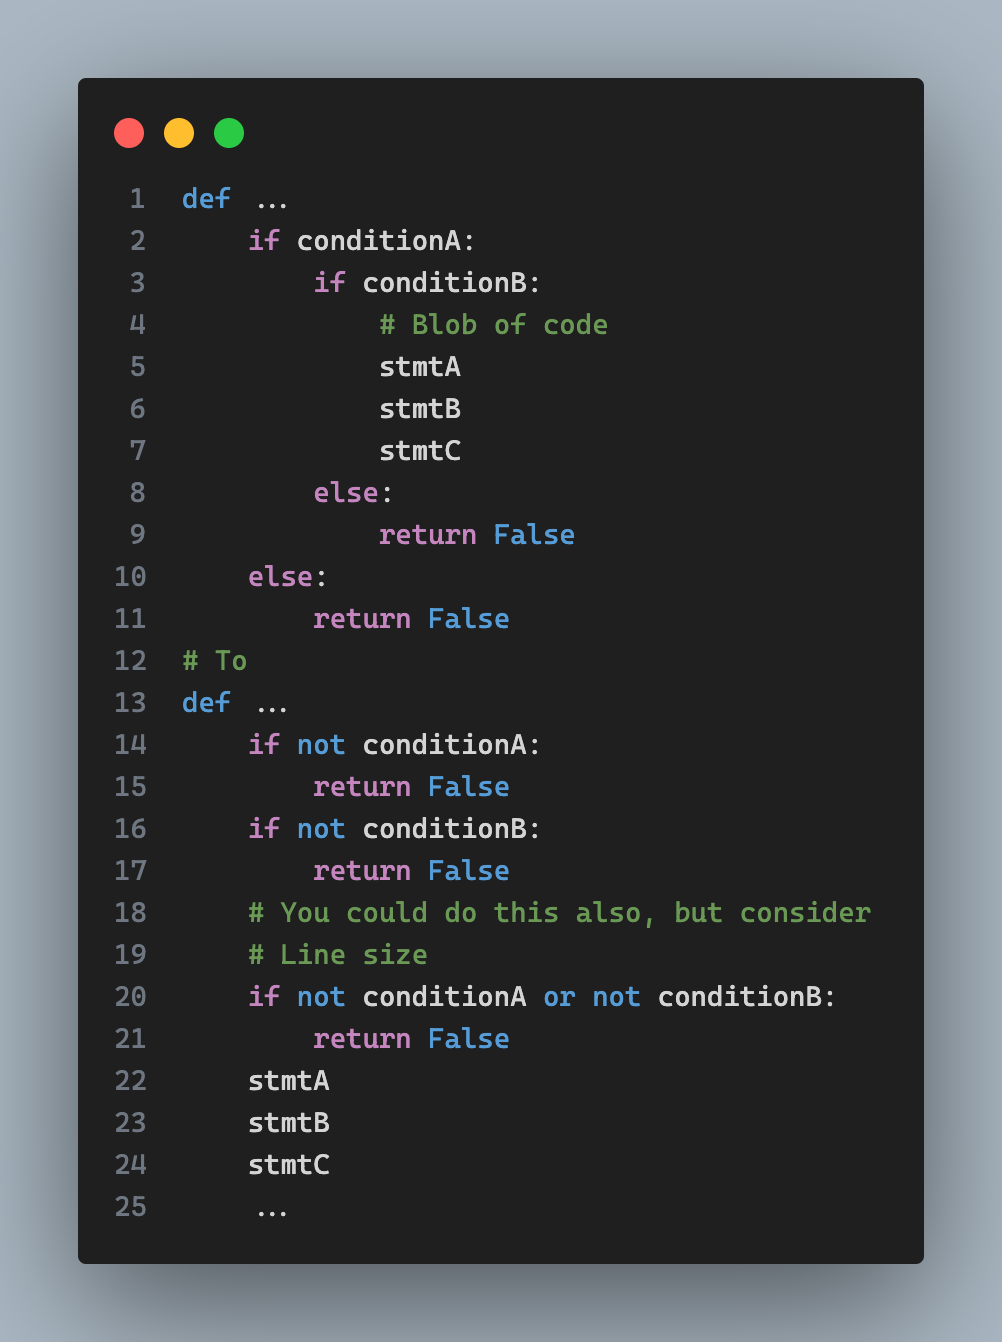 1 def ...
2     if conditionA:
3         if conditionB:
4             # Blob of code
5             stmtA
6             stmtB
7             stmtC
8         else:
9             return False
10     else:
11         return False
12 # To
13 def ...
14     if not conditionA:
15         return False
16     if not conditionB:
17         return False
18     # You could do this also, but consider
19     # Line size
20     if not conditionA or not conditionB:
21         return False
22     stmtA
23     stmtB
24     stmtC
25     ...